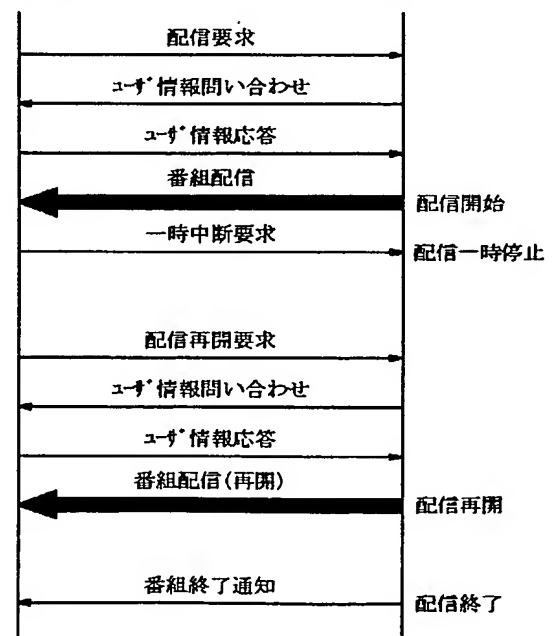 配信要求
ユーザ情報問い合わせ
ユーザ情報応答
番組配信
配信開始
一時中断要求
配信一時停止
配信再開要求
ユーザ情報問い合わせ
ユーザ情報応答
番組配信(再開)
配信再開
番組終了通知
配信終了